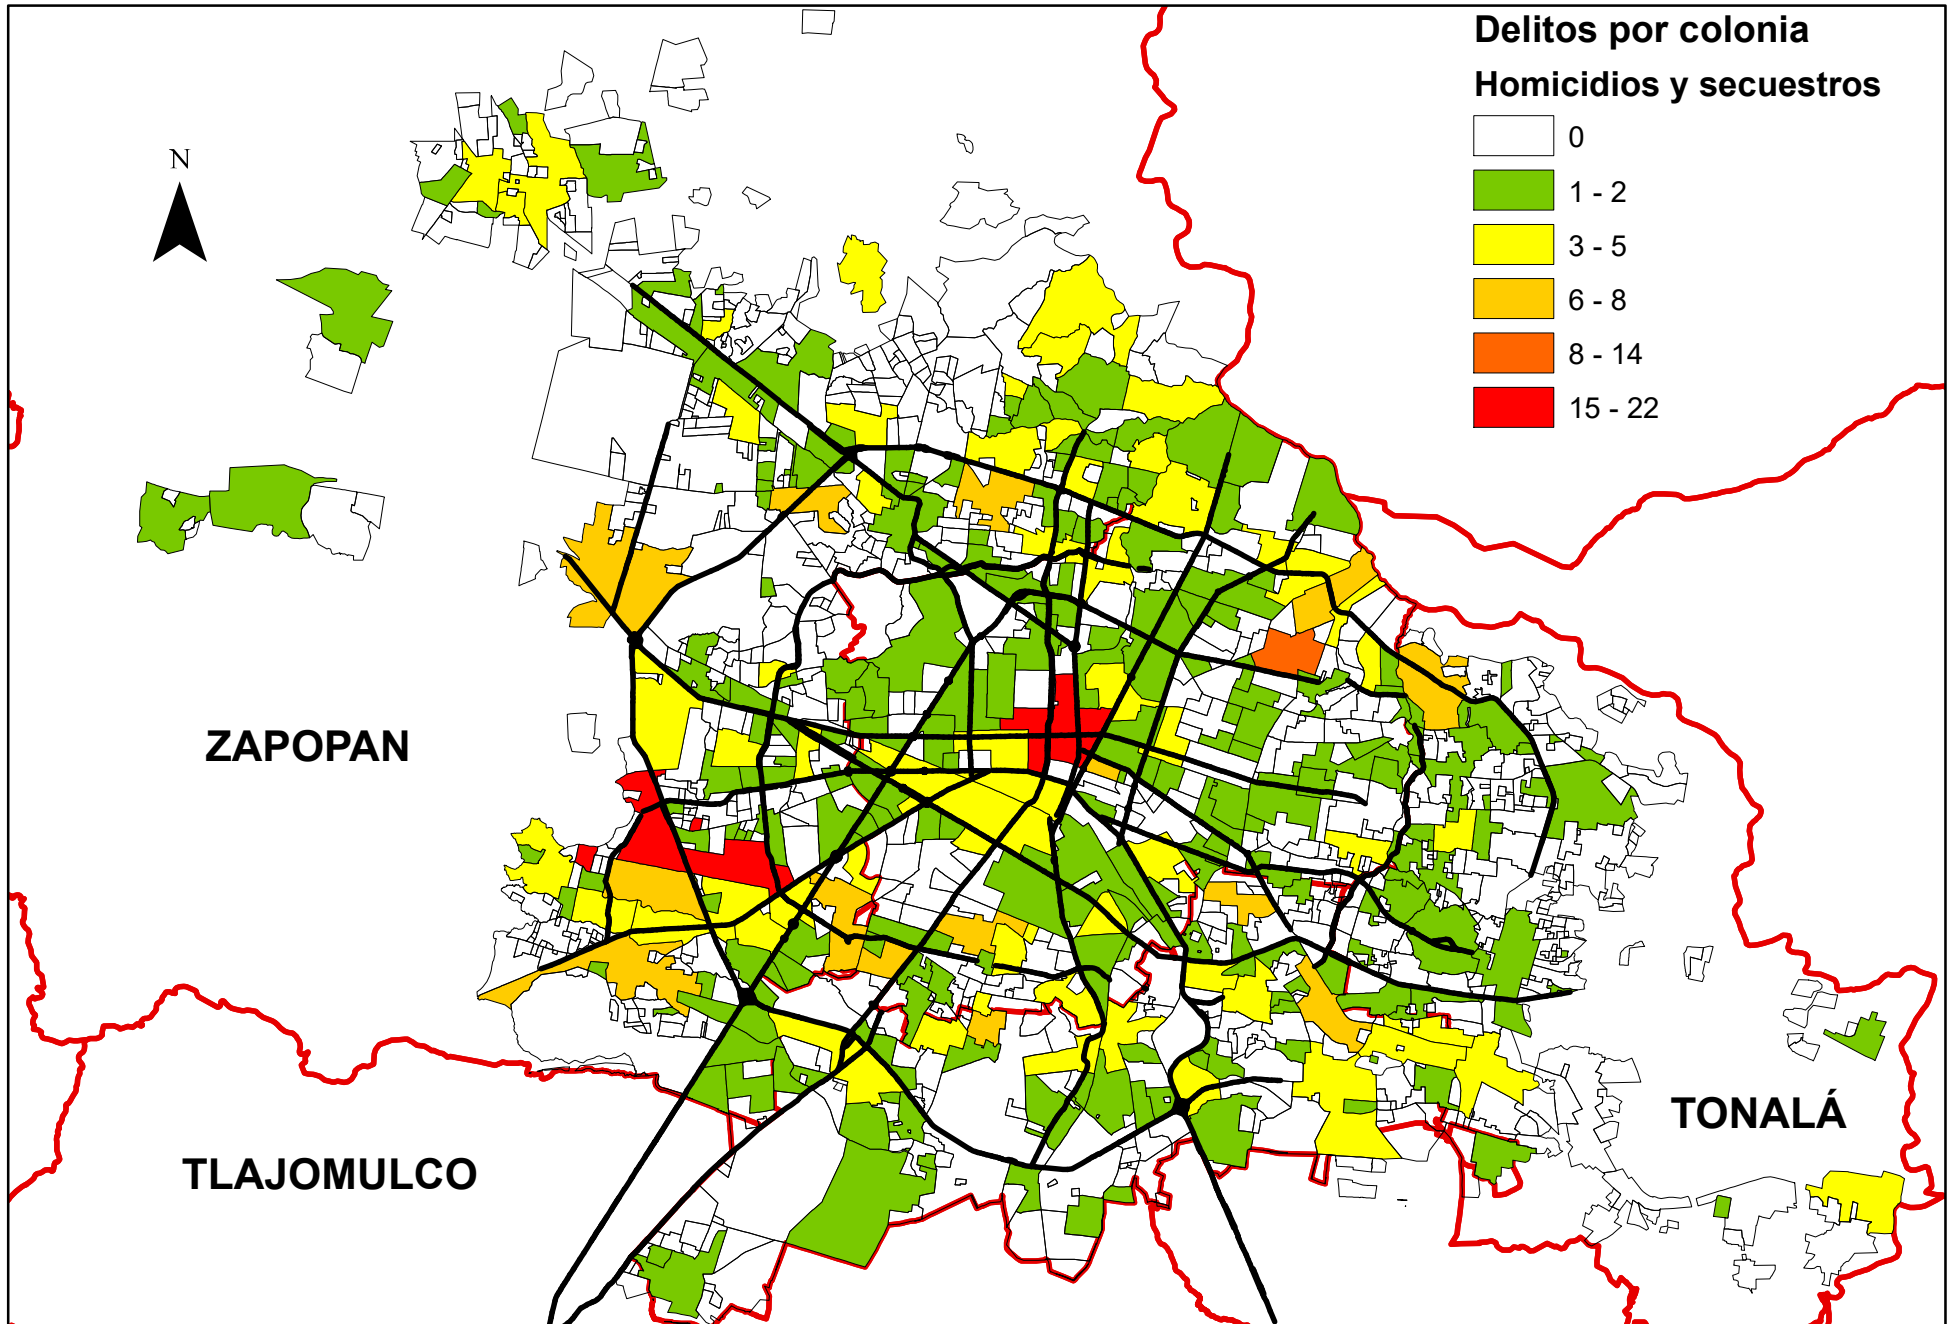 Delitos por colonia
Homicidios y secuestros
0
1 - 2
3 - 5
6 - 8
8 - 14
15 - 22
N
ZAPOPAN
TONALÁ
TLAJOMULCO